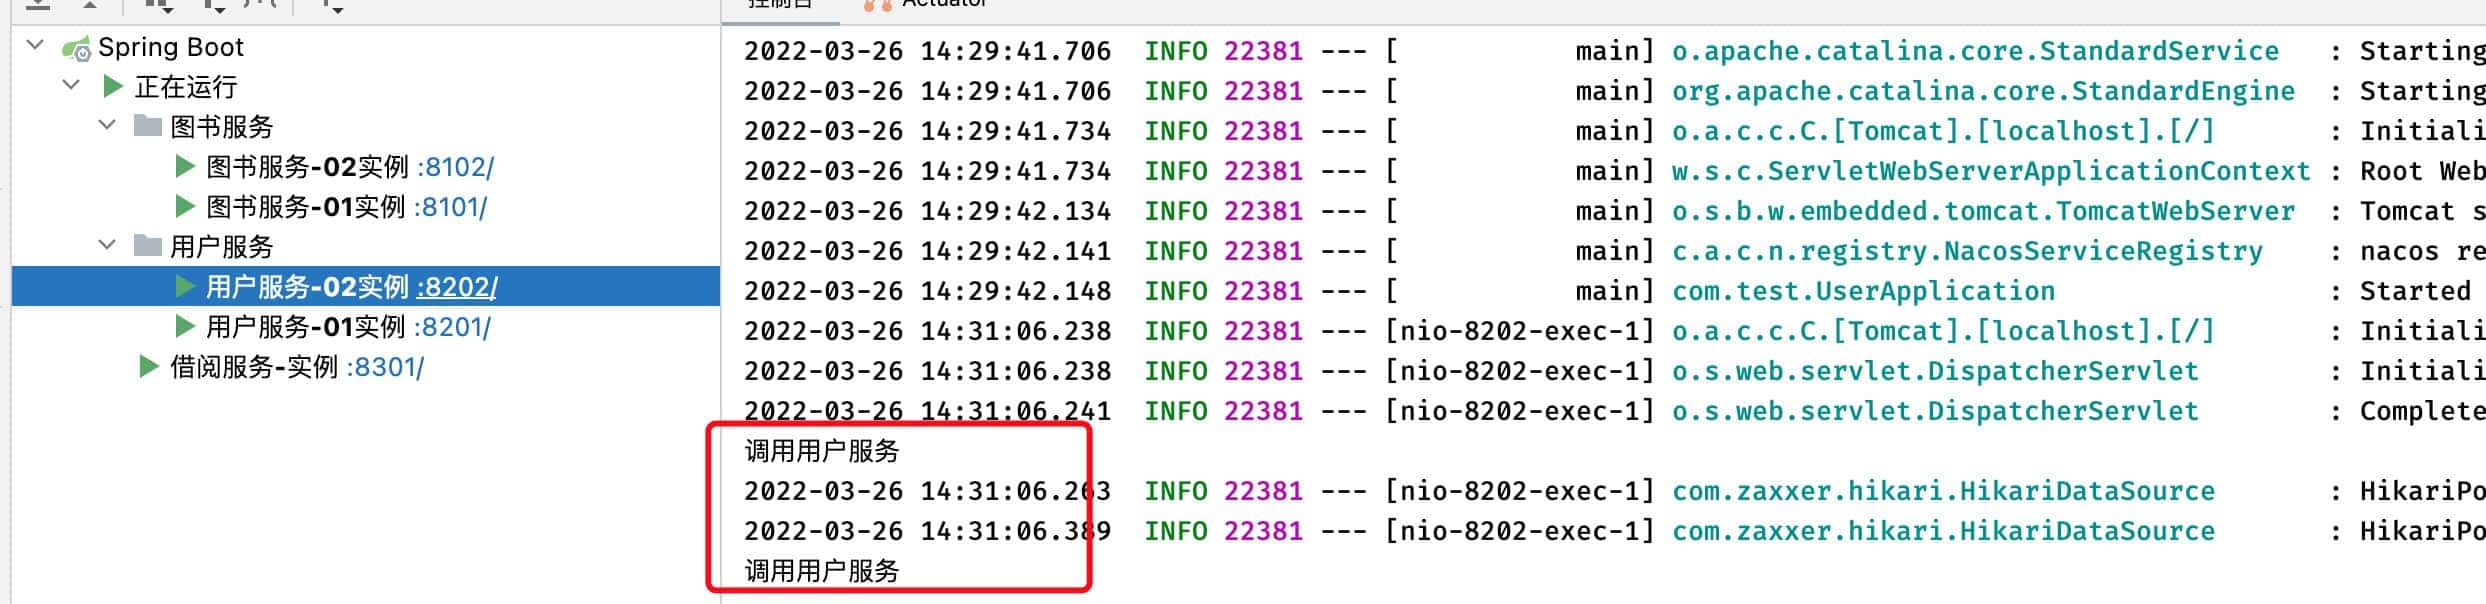 控制台 Actuator
Spring Boot
正在运行
图书服务
图书服务-02实例 :8102/
图书服务-01实例 :8101/
用户服务
用户服务-02实例 :8202/
用户服务-01实例 :8201/
借阅服务-实例 :8301/
2022-03-26 14:29:41.706 INFO 22381 --- [ main] o.apache.catalina.core.StandardService : Starting
2022-03-26 14:29:41.706 INFO 22381 --- [ main] org.apache.catalina.core.StandardEngine : Starting
2022-03-26 14:29:41.734 INFO 22381 --- [ main] o.a.c.c.C.[Tomcat].[localhost].[/] : Initiali
2022-03-26 14:29:41.734 INFO 22381 --- [ main] w.s.c.ServletWebServerApplicationContext : Root Web
2022-03-26 14:29:42.134 INFO 22381 --- [ main] o.s.b.w.embedded.tomcat.TomcatWebServer : Tomcat s
2022-03-26 14:29:42.141 INFO 22381 --- [ main] c.a.c.n.registry.NacosServiceRegistry : nacos re
2022-03-26 14:29:42.148 INFO 22381 --- [ main] com.test.UserApplication : Started
2022-03-26 14:31:06.238 INFO 22381 --- [nio-8202-exec-1] o.a.c.c.C.[Tomcat].[localhost].[/] : Initiali
2022-03-26 14:31:06.238 INFO 22381 --- [nio-8202-exec-1] o.s.web.servlet.DispatcherServlet : Initiali
2022-03-26 14:31:06.241 INFO 22381 --- [nio-8202-exec-1] o.s.web.servlet.DispatcherServlet : Complete
调用用户服务
2022-03-26 14:31:06.263 INFO 22381 --- [nio-8202-exec-1] com.zaxxer.hikari.HikariDataSource : HikariPo
2022-03-26 14:31:06.389 INFO 22381 --- [nio-8202-exec-1] com.zaxxer.hikari.HikariDataSource : HikariPo
调用用户服务